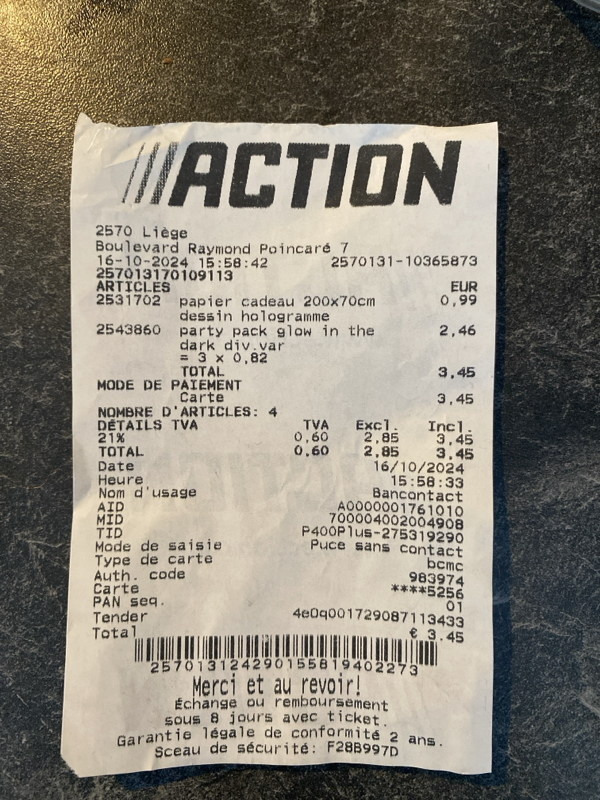 ACTION
2570 Liège
Boulevard Raymond Poincaré 7
16-10-2024 15:58:42 2570131-10365873
257013170109113
ARTICLES EUR
2531702 papier cadeau 200x70cm 0,99
dessin hologramme
2543860 party pack glow in the 2,46
dark div.var
= 3 x 0,82
TOTAL 3,45
MODE DE PAIEMENT
Carte 3,45
NOMBRE D'ARTICLES: 4
DÉTAILS TVA TVA Excl. Incl.
21% 0,60 2,85 3,45
TOTAL 0,60 2,85 3,45
Date 16/10/2024
Heure 15:58:33
Nom d'usage Bancontact
AID A0000001761010
MID 700004002004908
TID P400Plus-275319290
Mode de saisie Puce sans contact
Type de carte bcmc
Auth. code 983974
Carte ****5256
PAN seq. 01
Tender 4e0q001729087113433
Total € 3.45
257013124290155819402273
Merci et au revoir!
Échange ou remboursement
sous 8 jours avec ticket.
Garantie légale de conformité 2 ans.
Sceau de sécurité: F28B997D